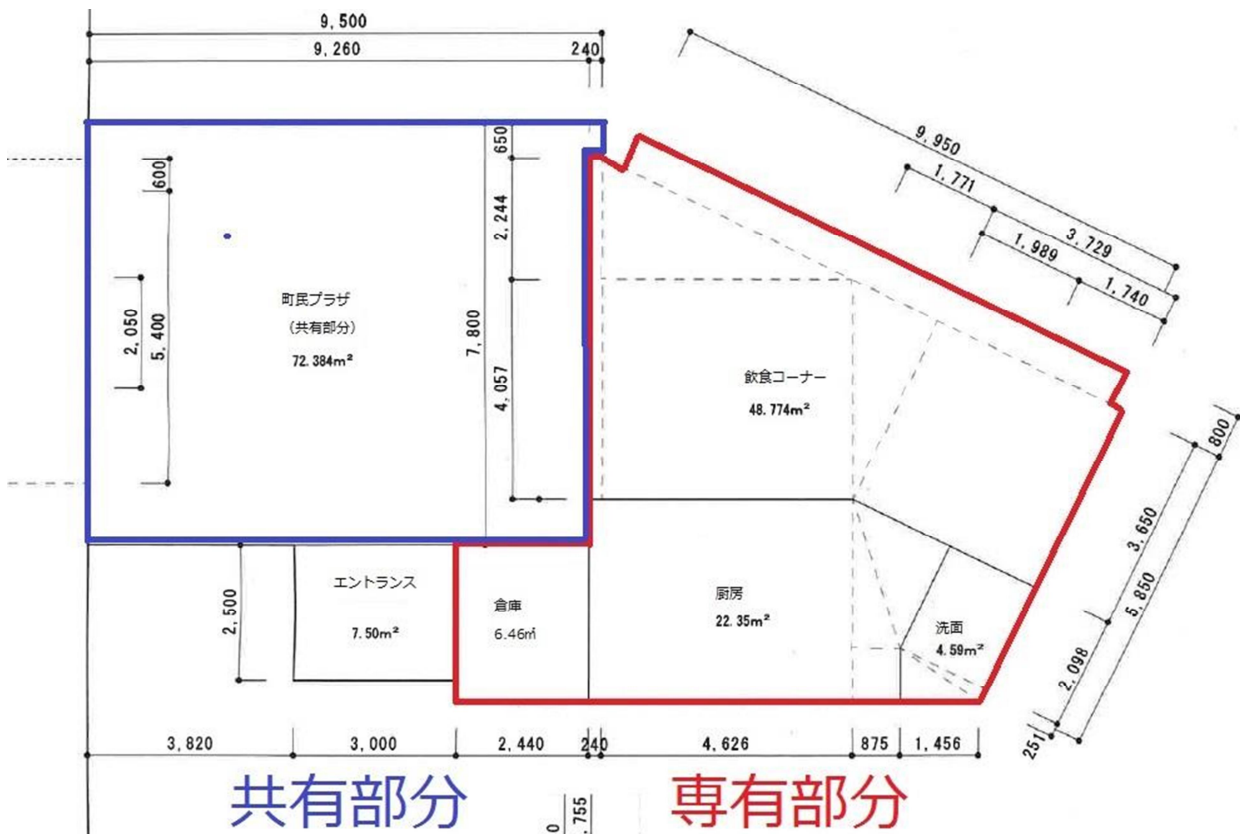 9,500
9,260
240
9,950
1,771
3,729
1,989
1,740
650
600
2,244
2,050
5,400
7,800
4,057
町民プラザ
(共有部分)
72.384m²
飲食コーナー
48.774m²
800
3,650
5,850
2,098
251
エントランス
7.50m²
2,500
倉庫
6.46㎡
厨房
22.35m²
洗面
4.59m²
3,820
3,000
2,440
240
4,626
875
1,456
共有部分
専有部分
0
.755